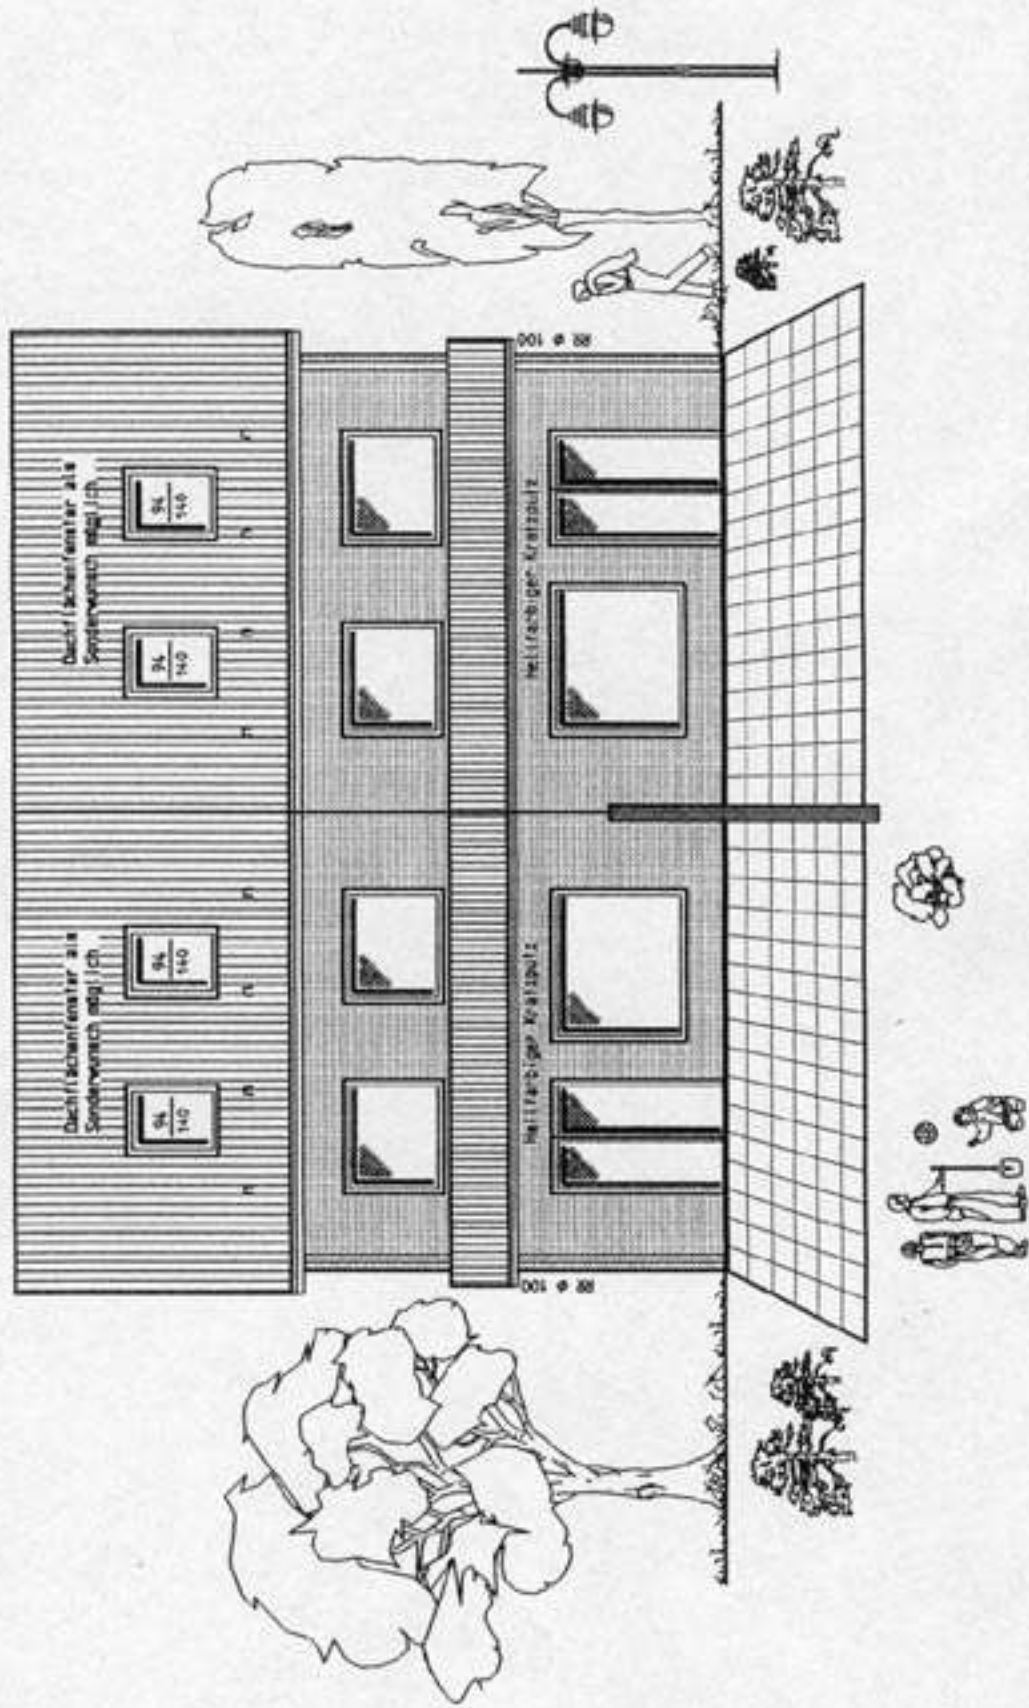 Dachflächenfenster als
Sonderwunsch möglich
94
140
94
140
Dachflächenfenster als
Sonderwunsch möglich
94
140
94
140
RR ø 100
Hellfarbiger Kratzputz
Hellfarbiger Kratzputz
RR ø 100